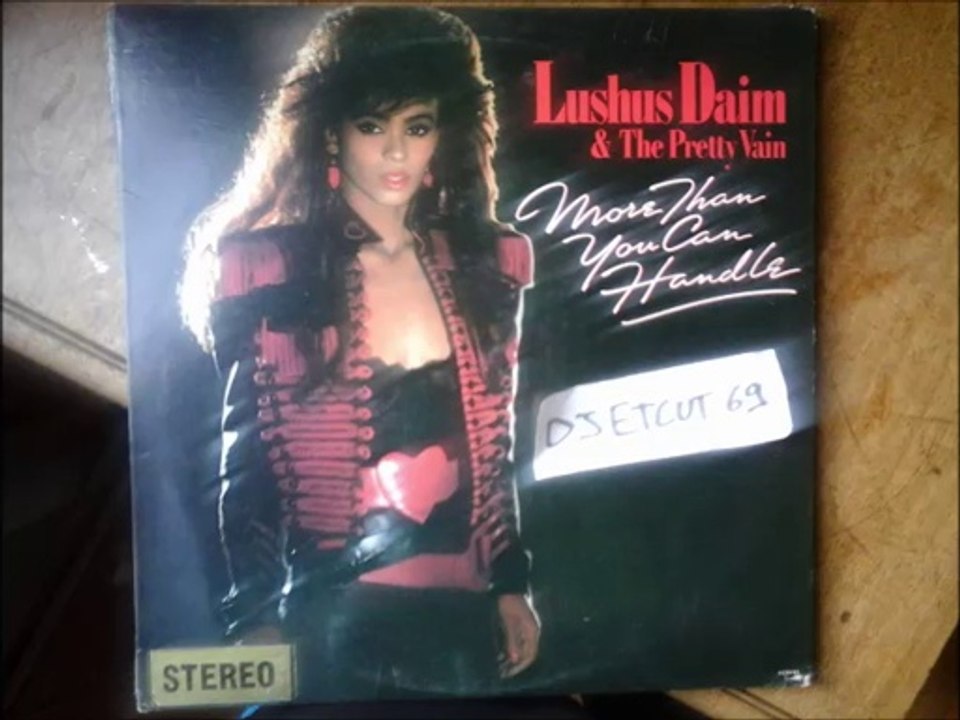 Lushus Daim
& The Pretty Vain
More Than
You Can
Handle
DJ ETCUT 69
STEREO